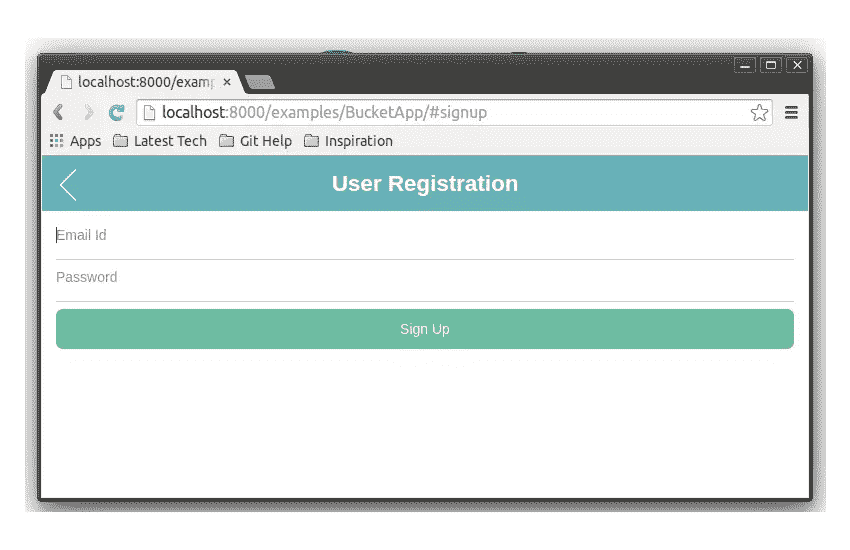 localhost:8000/examp
localhost:8000/examples/BucketApp/#signup
Apps Latest Tech Git Help Inspiration
User Registration
Email Id
Password
Sign Up